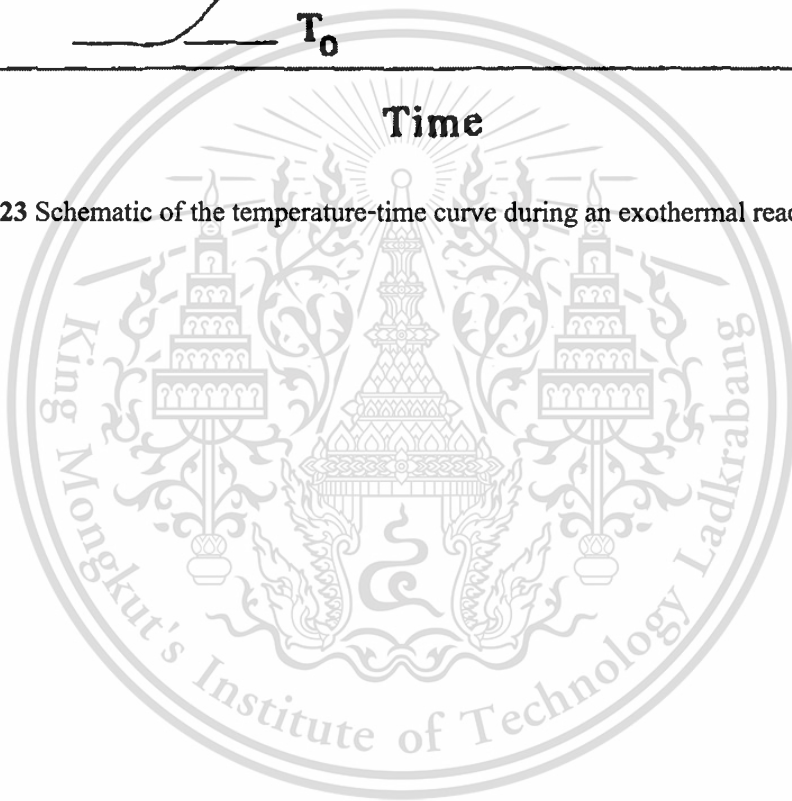 T₀
Time
23 Schematic of the temperature-time curve during an exothermal reac
King Mongkut's Institute of Technology Ladkrabang